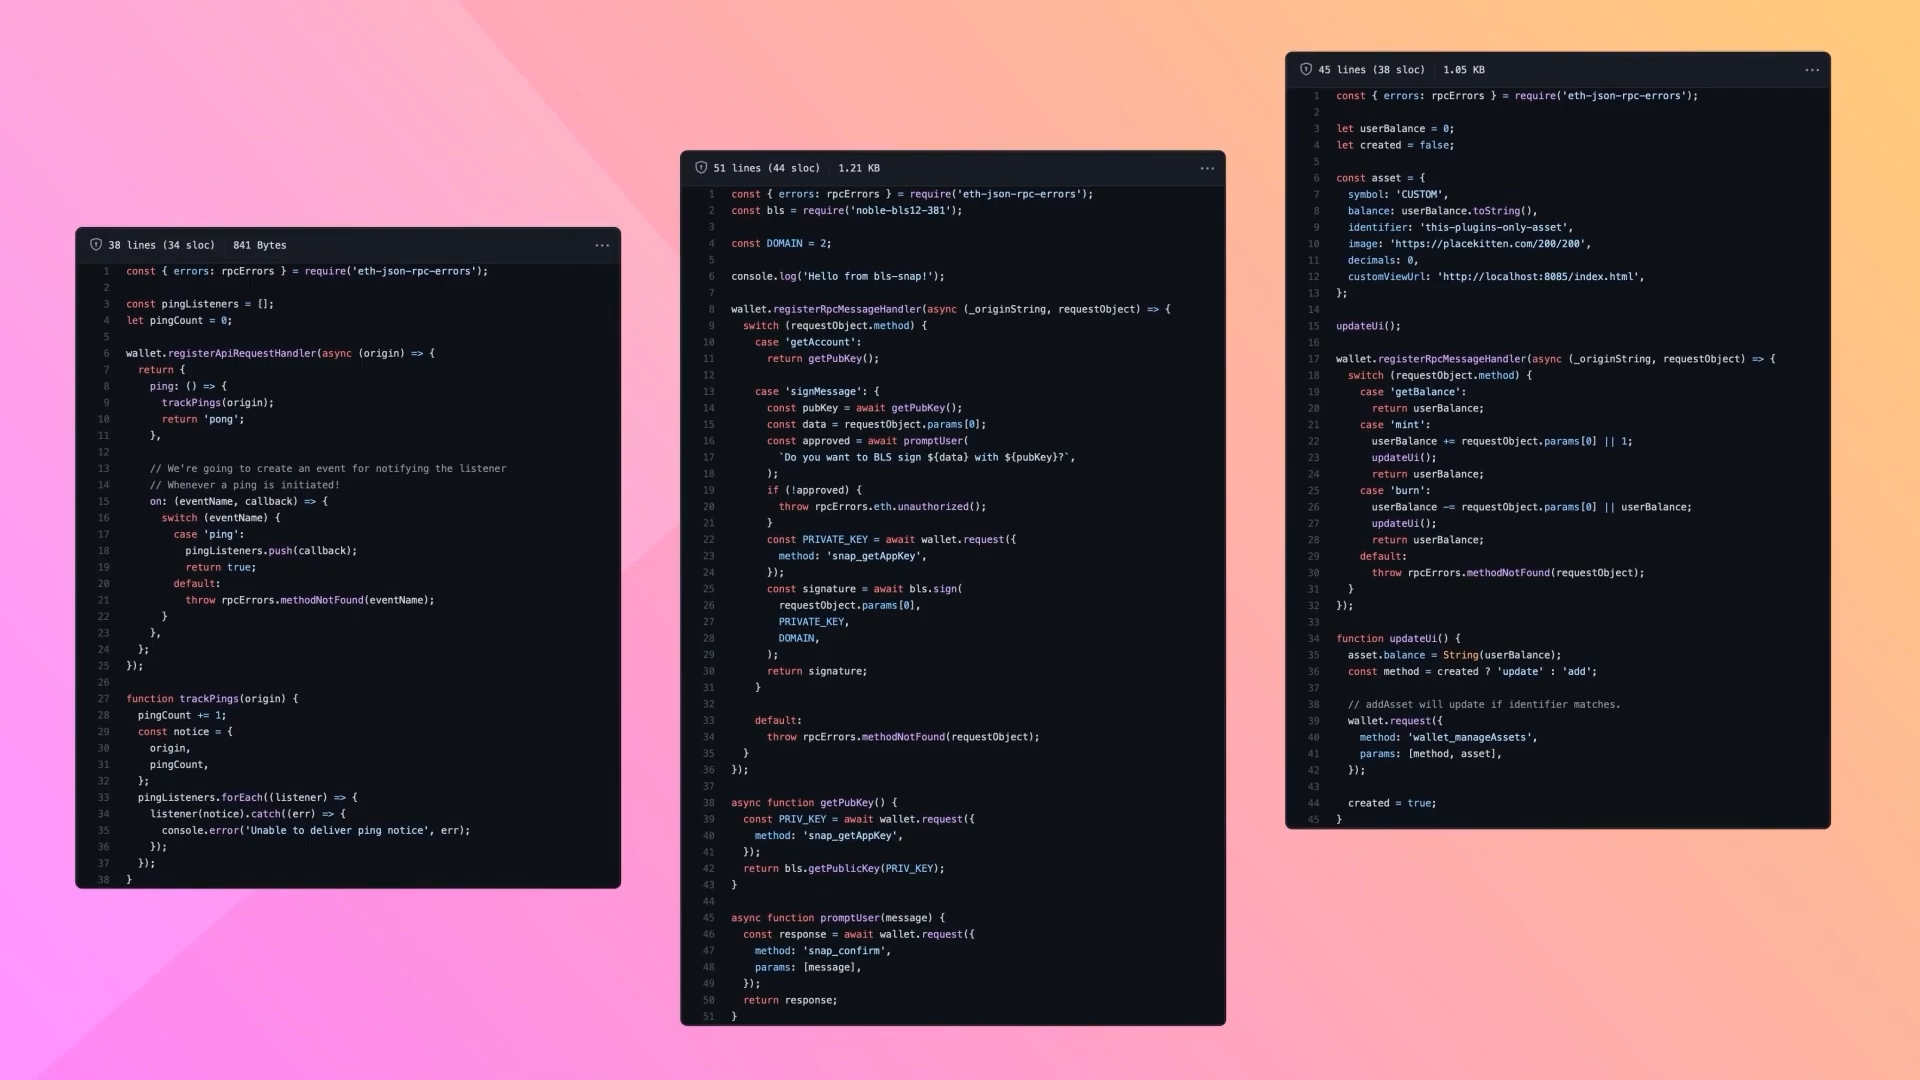 38 lines (34 sloc) 841 Bytes
1 const { errors: rpcErrors } = require('eth-json-rpc-errors');
2
3 const pingListeners = [];
4 let pingCount = 0;
5
6 wallet.registerApiRequestHandler(async (origin) => {
7 return {
8 ping: () => {
9 trackPings(origin);
10 return 'pong';
11 },
12
13 // We're going to create an event for notifying the listener
14 // Whenever a ping is initiated!
15 on: (eventName, callback) => {
16 switch (eventName) {
17 case 'ping':
18 pingListeners.push(callback);
19 return true;
20 default:
21 throw rpcErrors.methodNotFound(eventName);
22 }
23 },
24 };
25 });
26
27 function trackPings(origin) {
28 pingCount += 1;
29 const notice = {
30 origin,
31 pingCount,
32 };
33 pingListeners.forEach((listener) => {
34 listener(notice).catch((err) => {
35 console.error('Unable to deliver ping notice', err);
36 });
37 });
38 }
51 lines (44 sloc) 1.21 KB
1 const { errors: rpcErrors } = require('eth-json-rpc-errors');
2 const bls = require('noble-bls12-381');
3
4 const DOMAIN = 2;
5
6 console.log('Hello from bls-snap!');
7
8 wallet.registerRpcMessageHandler(async (_originString, requestObject) => {
9 switch (requestObject.method) {
10 case 'getAccount':
11 return getPubKey();
12
13 case 'signMessage': {
14 const pubKey = await getPubKey();
15 const data = requestObject.params[0];
16 const approved = await promptUser(
17 `Do you want to BLS sign ${data} with ${pubKey}?`,
18 );
19 if (!approved) {
20 throw rpcErrors.eth.unauthorized();
21 }
22 const PRIVATE_KEY = await wallet.request({
23 method: 'snap_getAppKey',
24 });
25 const signature = await bls.sign(
26 requestObject.params[0],
27 PRIVATE_KEY,
28 DOMAIN,
29 );
30 return signature;
31 }
32
33 default:
34 throw rpcErrors.methodNotFound(requestObject);
35 }
36 });
37
38 async function getPubKey() {
39 const PRIV_KEY = await wallet.request({
40 method: 'snap_getAppKey',
41 });
42 return bls.getPublicKey(PRIV_KEY);
43 }
44
45 async function promptUser(message) {
46 const response = await wallet.request({
47 method: 'snap_confirm',
48 params: [message],
49 });
50 return response;
51 }
45 lines (38 sloc) 1.05 KB
1 const { errors: rpcErrors } = require('eth-json-rpc-errors');
2
3 let userBalance = 0;
4 let created = false;
5
6 const asset = {
7 symbol: 'CUSTOM',
8 balance: userBalance.toString(),
9 identifier: 'this-plugins-only-asset',
10 image: 'https://placekitten.com/200/200',
11 decimals: 0,
12 customViewUrl: 'http://localhost:8085/index.html',
13 };
14
15 updateUi();
16
17 wallet.registerRpcMessageHandler(async (_originString, requestObject) => {
18 switch (requestObject.method) {
19 case 'getBalance':
20 return userBalance;
21 case 'mint':
22 userBalance += requestObject.params[0] || 1;
23 updateUi();
24 return userBalance;
25 case 'burn':
26 userBalance -= requestObject.params[0] || userBalance;
27 updateUi();
28 return userBalance;
29 default:
30 throw rpcErrors.methodNotFound(requestObject);
31 }
32 });
33
34 function updateUi() {
35 asset.balance = String(userBalance);
36 const method = created ? 'update' : 'add';
37
38 // addAsset will update if identifier matches.
39 wallet.request({
40 method: 'wallet_manageAssets',
41 params: [method, asset],
42 });
43
44 created = true;
45 }